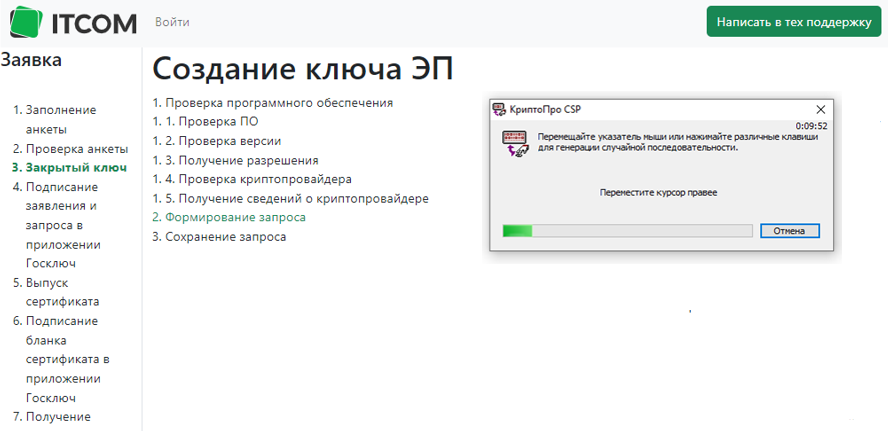 ITCOM
Войти
Написать в тех поддержку
Заявка
1. Заполнение
анкеты
2. Проверка анкеты
3. Закрытый ключ
4. Подписание
заявления и
запроса в
приложении
Госключ
5. Выпуск
сертификата
6. Подписание
бланка
сертификата в
приложении
Госключ
7. Получение
Создание ключа ЭП
1. Проверка программного обеспечения
1. 1. Проверка ПО
1. 2. Проверка версии
1. 3. Получение разрешения
1. 4. Проверка криптопровайдера
1. 5. Получение сведений о криптопровайдере
2. Формирование запроса
3. Сохранение запроса
КриптоПро CSP
0:09:52
Перемещайте указатель мыши или нажимайте различные клавиши
для генерации случайной последовательности.
Переместите курсор правее
Отмена